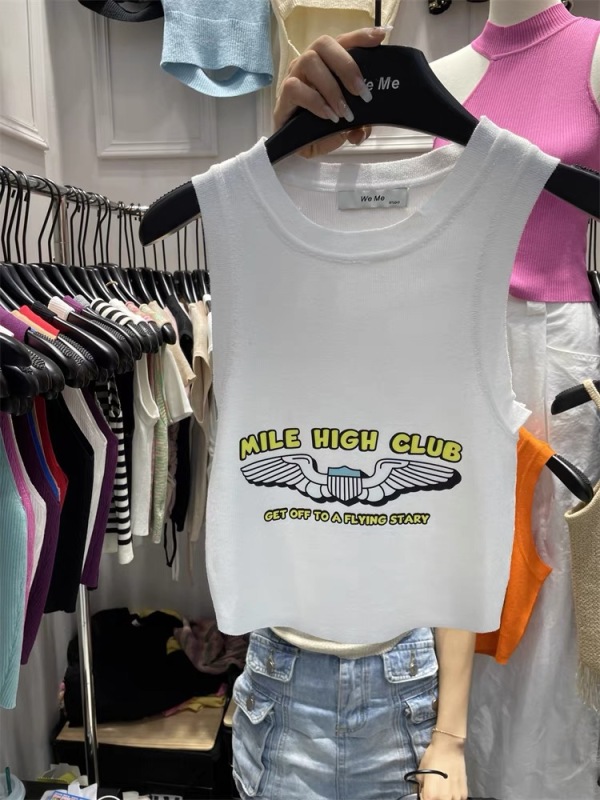 We Me
We Me
MILE HIGH CLUB
GET OFF TO A FLYING STARY